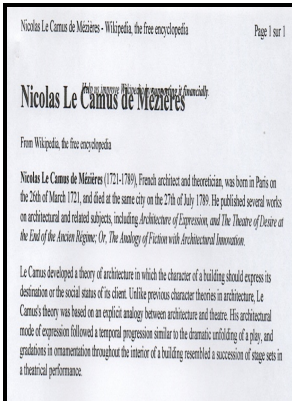 Nicolas Le Camus de Mézières - Wikipedia, the free encyclopedia Page 1 sur 1
Help us improve Wikipedia by supporting it financially.
Nicolas Le Camus de Mézières
From Wikipedia, the free encyclopedia
Nicolas Le Camus de Mézières (1721-1789), French architect and theoretician, was born in Paris on
the 26th of March 1721, and died at the same city on the 27th of July 1789. He published several works
on architectural and related subjects, including Architecture of Expression, and The Theatre of Desire at
the End of the Ancien Régime; Or, The Analogy of Fiction with Architectural Innovation.
Le Camus developed a theory of architecture in which the character of a building should express its
destination or the social status of its client. Unlike previous character theories in architecture, Le
Camus's theory was based on an explicit analogy between architecture and theatre. His architectural
mode of expression followed a temporal progression similar to the dramatic unfolding of a play, and
gradations in ornamentation throughout the interior of a building resembled a succession of stage sets in
a theatrical performance.